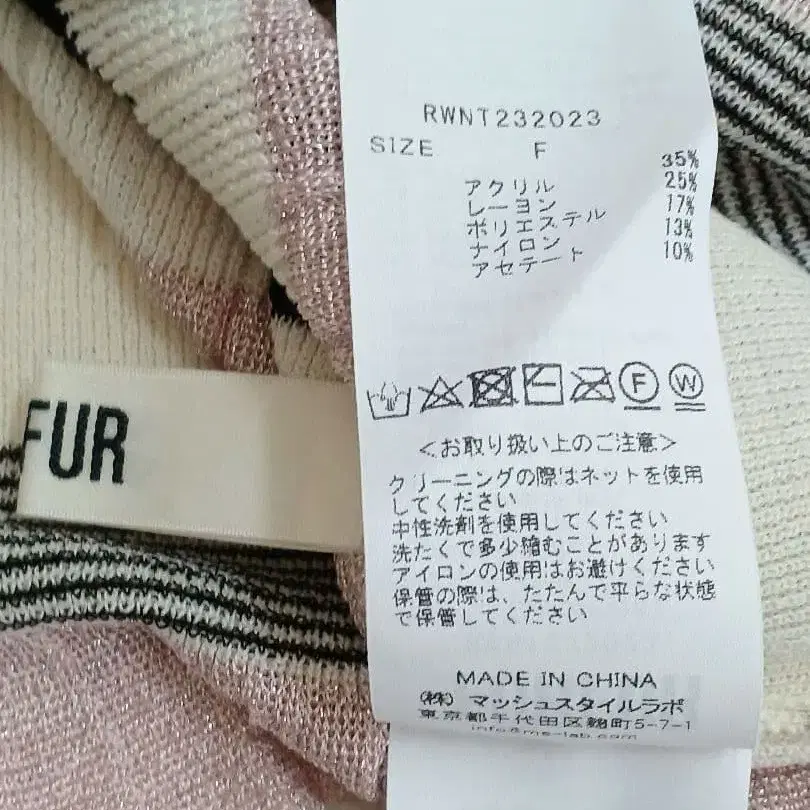 RWNT232023
SIZE F
アクリル 35%
レーヨン 25%
ポリエステル 17%
ナイロン 13%
アセテート 10%
F W
FUR
<お取り扱い上のご注意>
クリーニングの際はネットを使用
してください
中性洗剤を使用してください
洗たくで多少縮むことがあります
アイロンの使用はお避けください
保管の際は、たたんで平らな状態
で保管してください
MADE IN CHINA
(株) マッシュスタイルラボ
東京都千代田区麹町5-7-1